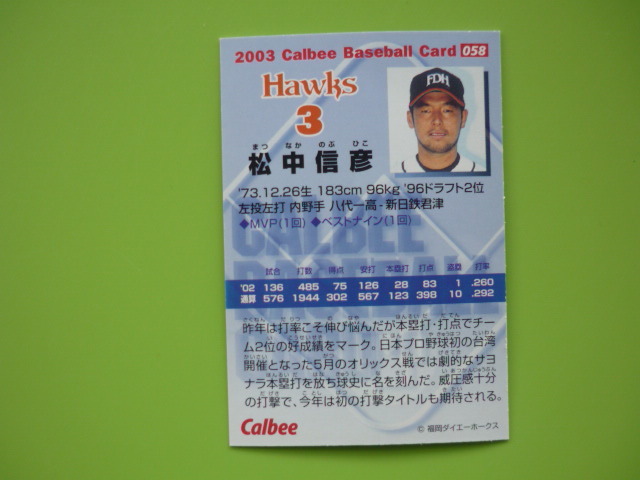 2003 Calbee Baseball Card 058
FDH
Hawks
3
まつ なか のぶ ひこ
松中信彦
'73.12.26生 183cm 96kg '96ドラフト2位
左投左打 内野手 八代一高-新日鉄君津
◆MVP(1回) ◆ベストナイン(1回)
CALBEE
BASEBALL
試合 打数 得点 安打 本塁打 打点 盗塁 打率
'02 136 485 75 126 28 83 1 .260
通算 576 1944 302 567 123 398 10 .292
昨年は打率こそ伸び悩んだが本塁打・打点でチー
ム2位の好成績をマーク。日本プロ野球初の台湾
開催となった5月のオリックス戦では劇的なサヨ
ナラ本塁打を放ち球史に名を刻んだ。威圧感十分
の打撃で、今年は初の打撃タイトルも期待される。
Calbee
© 福岡ダイエーホークス